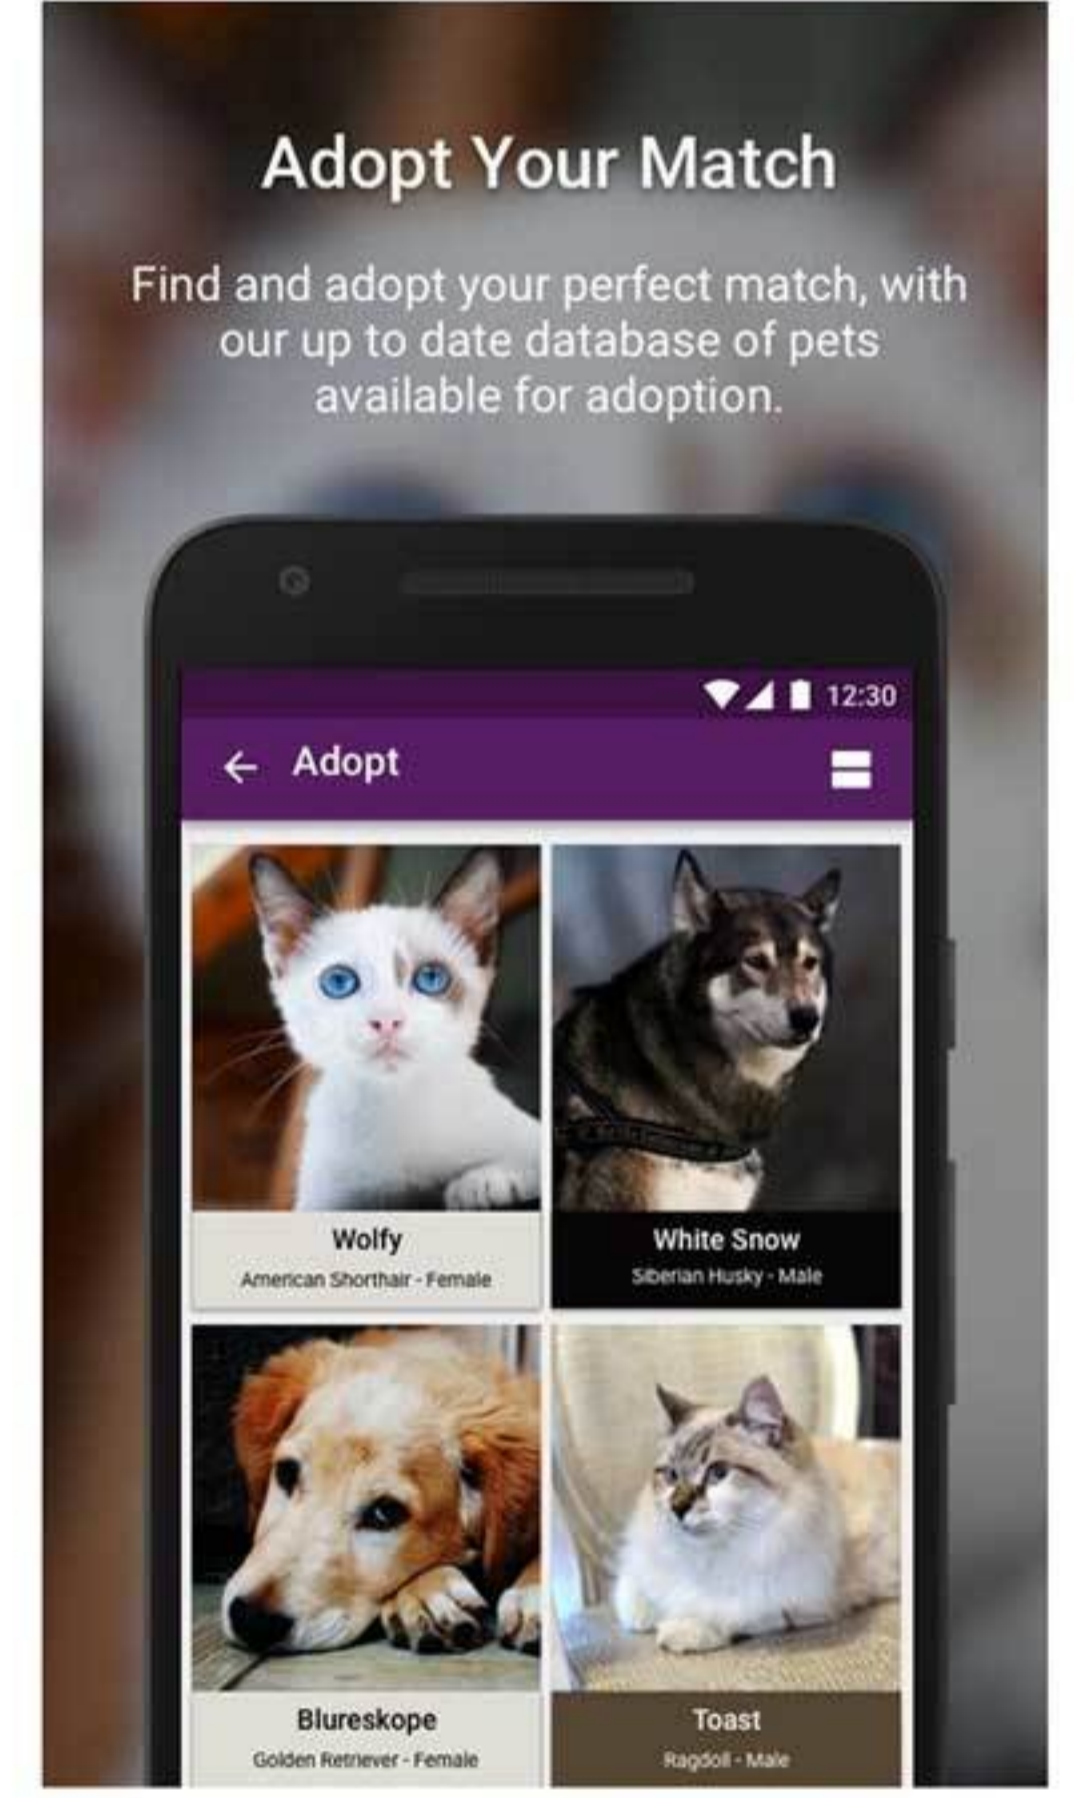 Adopt Your Match
Find and adopt your perfect match, with
our up to date database of pets
available for adoption.
12:30
Adopt
Wolfy
American Shorthair - Female
White Snow
Siberian Husky - Male
Blureskope
Golden Retriever - Female
Toast
Ragdoll - Male